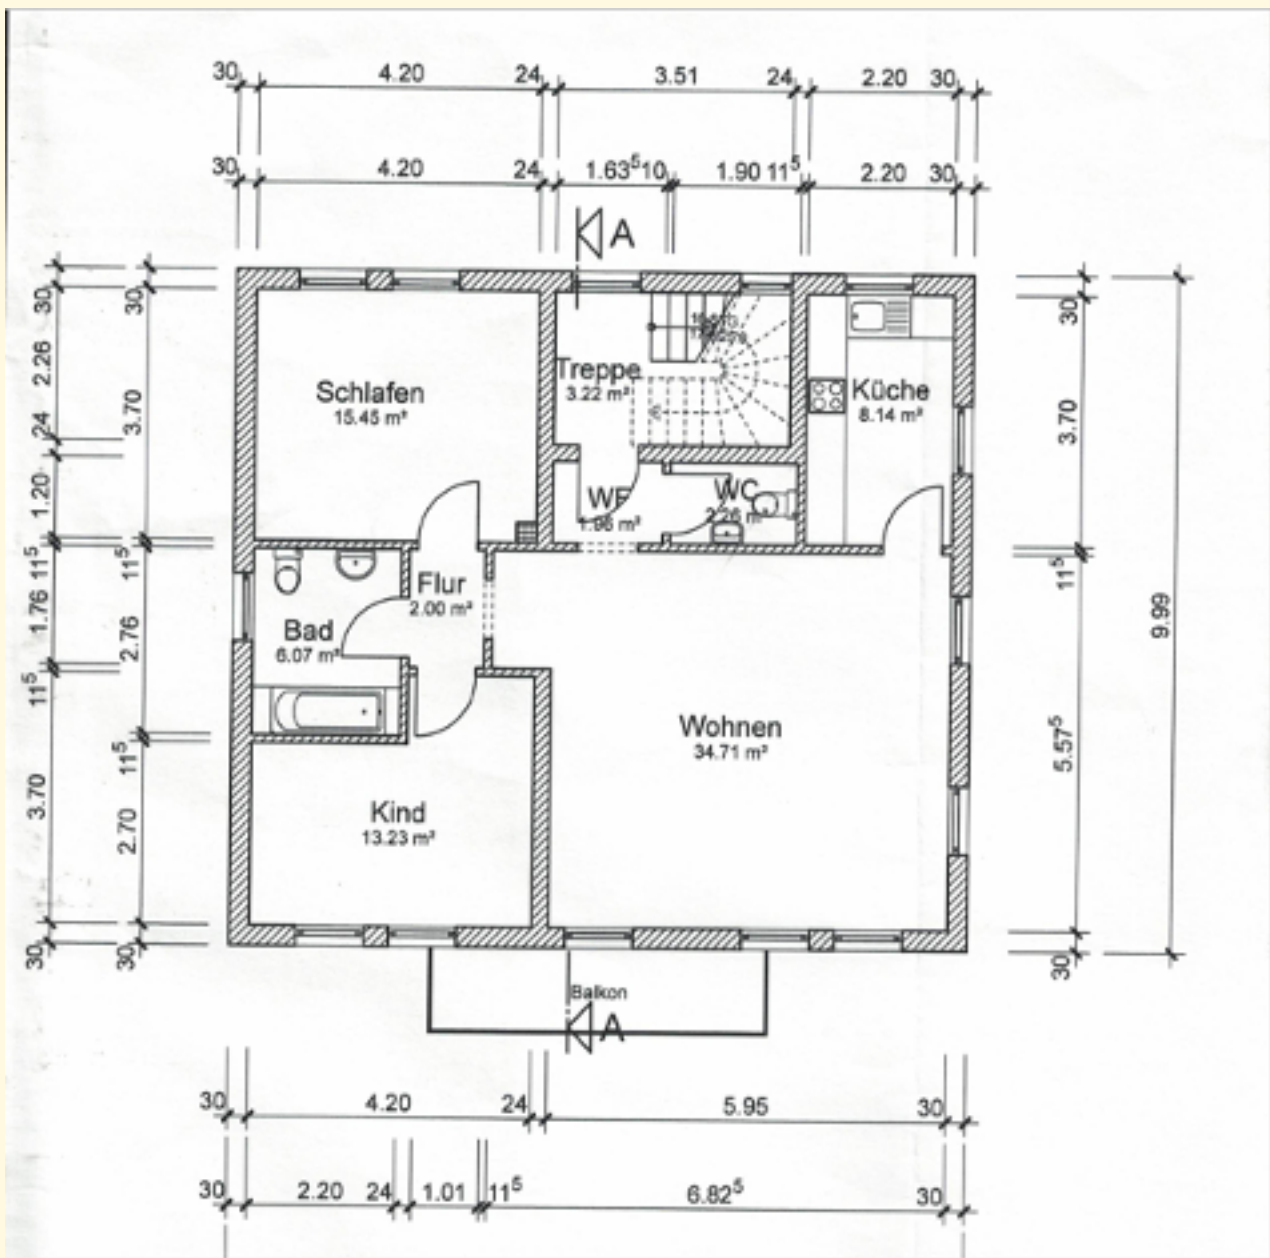 30 4.20 24 3.51 24 2.20 30
30 4.20 24 1.63⁵ 10 1.90 11⁵ 2.20 30
A
30 2.26 24 1.20 11⁵ 1.76 11⁵ 3.70 30
30 3.70 11⁵ 2.76 11⁵ 2.70 30
Schlafen
15.45 m²
Treppe
3.22 m²
Küche
8.14 m²
WF
1.96 m²
WC
2.26 m²
Flur
2.00 m²
Bad
6.07 m²
Wohnen
34.71 m²
Kind
13.23 m²
30 3.70 11⁵ 5.57⁵ 30
9.99
Balkon
A
30 4.20 24 5.95 30
30 2.20 24 1.01 11⁵ 6.82⁵ 30